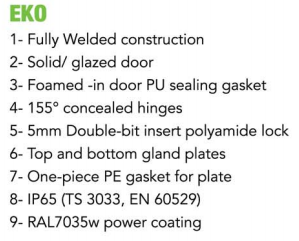 EKO
1- Fully Welded construction
2- Solid/ glazed door
3- Foamed -in door PU sealing gasket
4- 155° concealed hinges
5- 5mm Double-bit insert polyamide lock
6- Top and bottom gland plates
7- One-piece PE gasket for plate
8- IP65 (TS 3033, EN 60529)
9- RAL7035w power coating